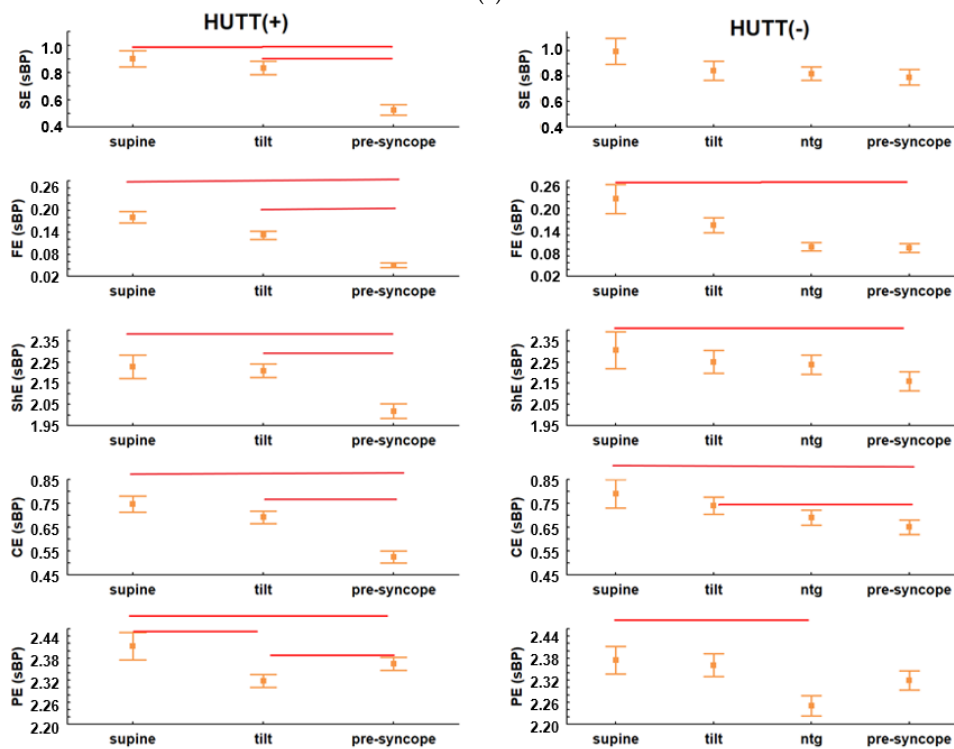 HUTT(+)
HUTT(-)
SE (sBP)
1.0
0.8
0.6
0.4
supine tilt pre-syncope
SE (sBP)
1.0
0.8
0.6
0.4
supine tilt ntg pre-syncope
FE (sBP)
0.26
0.20
0.14
0.08
0.02
supine tilt pre-syncope
FE (sBP)
0.26
0.20
0.14
0.08
0.02
supine tilt ntg pre-syncope
ShE (sBP)
2.35
2.25
2.15
2.05
1.95
supine tilt pre-syncope
ShE (sBP)
2.35
2.25
2.15
2.05
1.95
supine tilt ntg pre-syncope
CE (sBP)
0.85
0.75
0.65
0.55
0.45
supine tilt pre-syncope
CE (sBP)
0.85
0.75
0.65
0.55
0.45
supine tilt ntg pre-syncope
PE (sBP)
2.44
2.38
2.32
2.26
2.20
supine tilt pre-syncope
PE (sBP)
2.44
2.38
2.32
2.26
2.20
supine tilt ntg pre-syncope